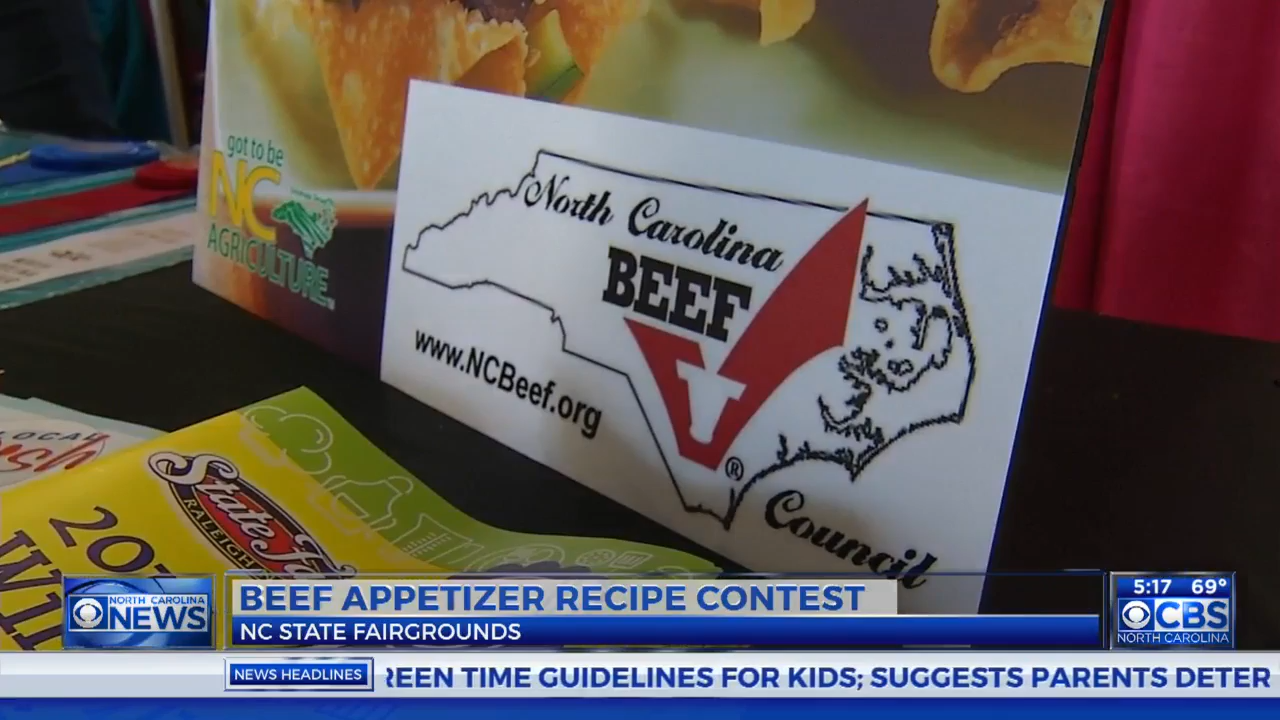 got to be
NC
AGRICULTURE
North Carolina
BEEF
www.NCBeef.org
®
Council
LOCAL
State
RALEIGH
BEEF APPETIZER RECIPE CONTEST
NC STATE FAIRGROUNDS
NORTH CAROLINA
NEWS
5:17 69°
CBS
NORTH CAROLINA
NEWS HEADLINES
EEN TIME GUIDELINES FOR KIDS; SUGGESTS PARENTS DETER